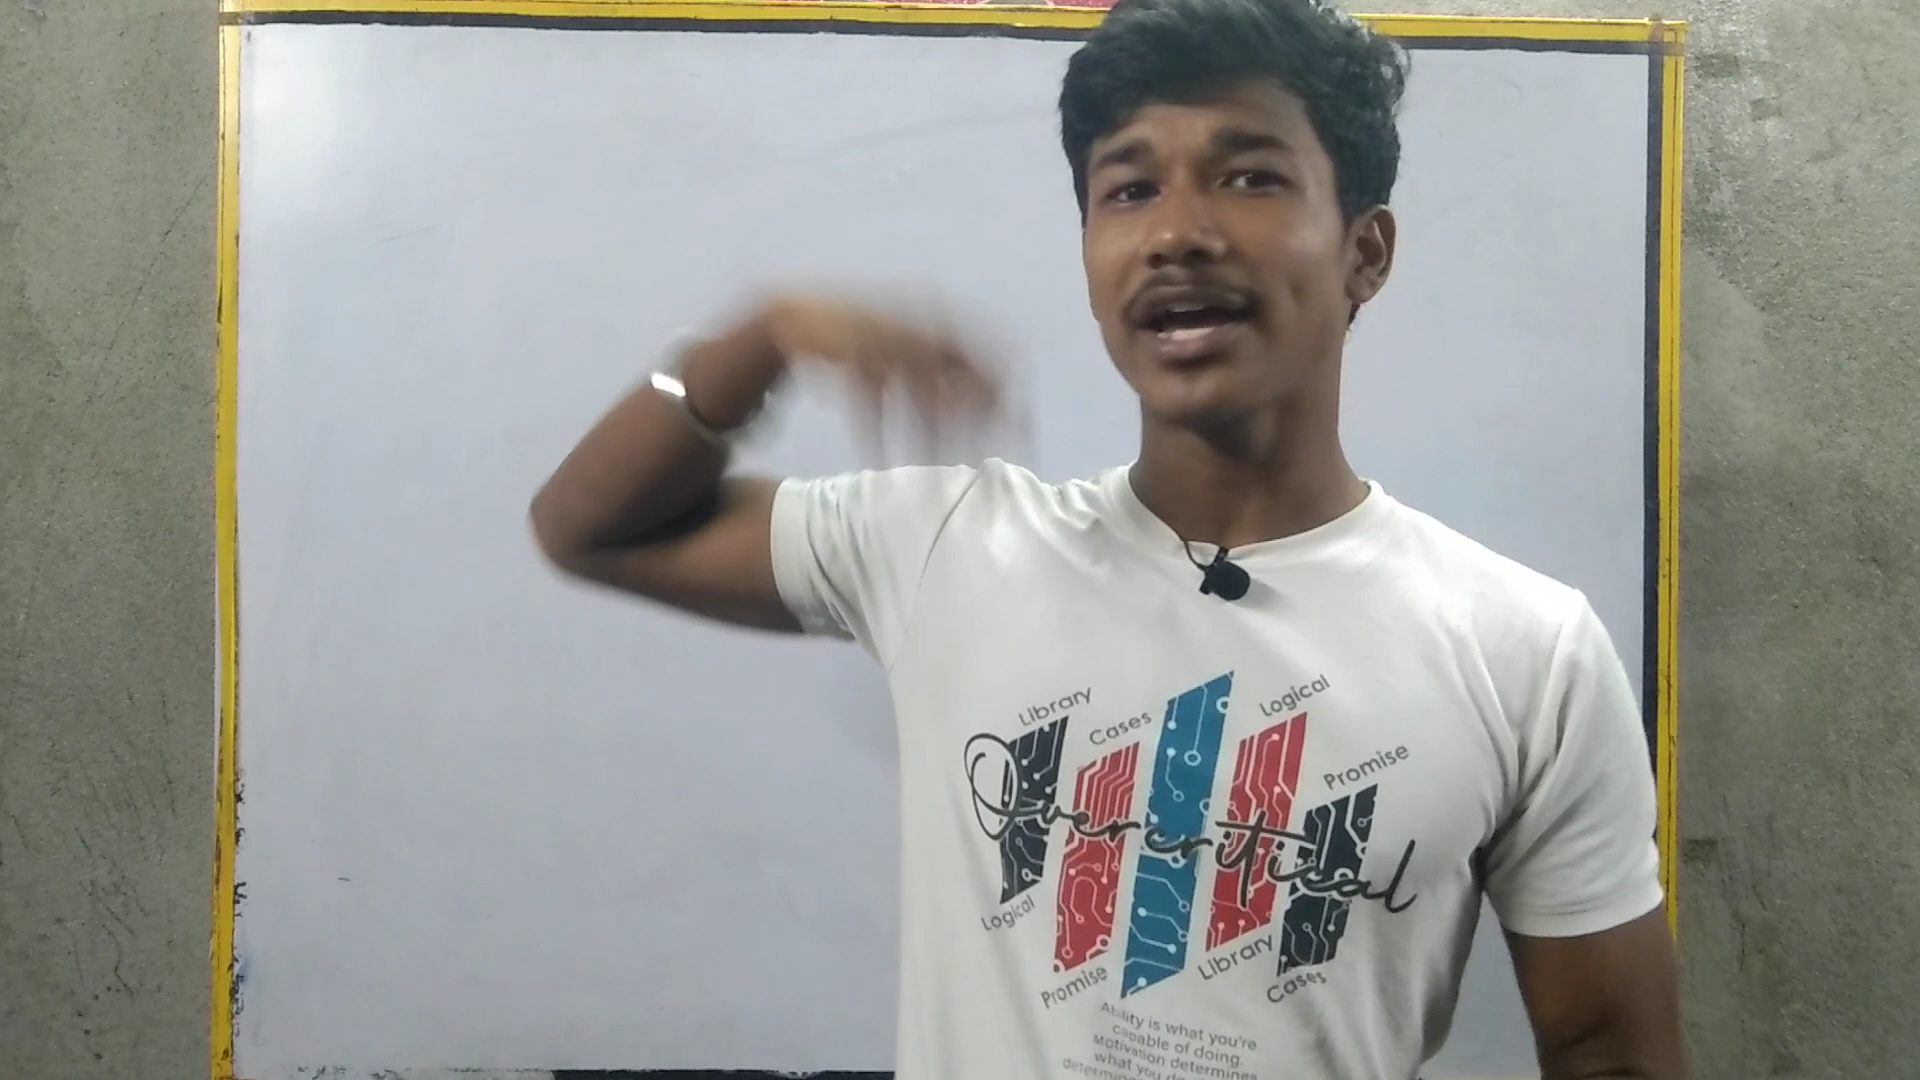 Library
Cases
Logical
Promise
Overcritical
Logical
Promise
Library
Cases
Ability is what you're
capable of doing.
Motivation determines
what you